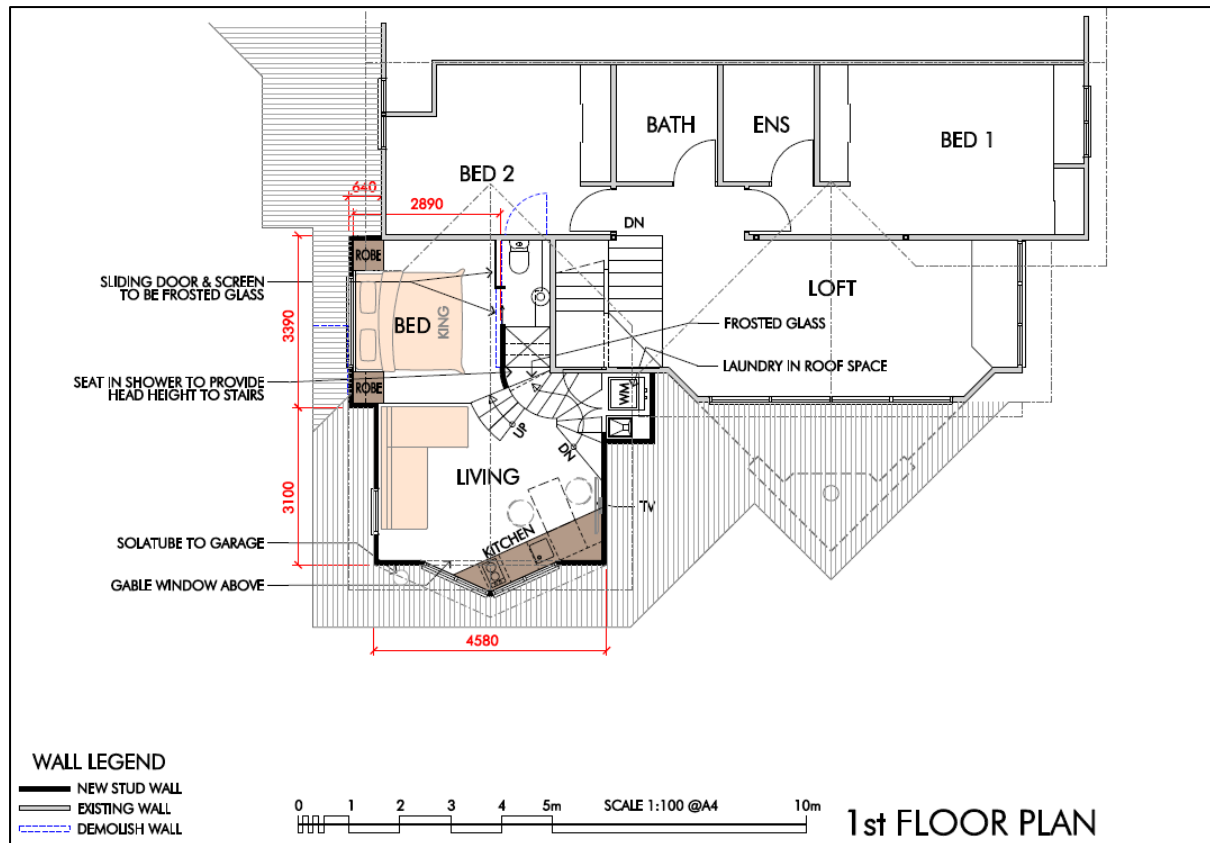 BATH
ENS
BED 1
BED 2
640
2890
DN
ROBE
SLIDING DOOR & SCREEN
TO BE FROSTED GLASS
BED
KING
LOFT
FROSTED GLASS
3390
LAUNDRY IN ROOF SPACE
SEAT IN SHOWER TO PROVIDE
HEAD HEIGHT TO STAIRS
ROBE
WM
UP
DN
LIVING
3100
TV
KITCHEN
SOLATUBE TO GARAGE
GABLE WINDOW ABOVE
4580
WALL LEGEND
NEW STUD WALL
EXISTING WALL
DEMOLISH WALL
0 1 2 3 4 5m SCALE 1:100 @A4 10m
1st FLOOR PLAN